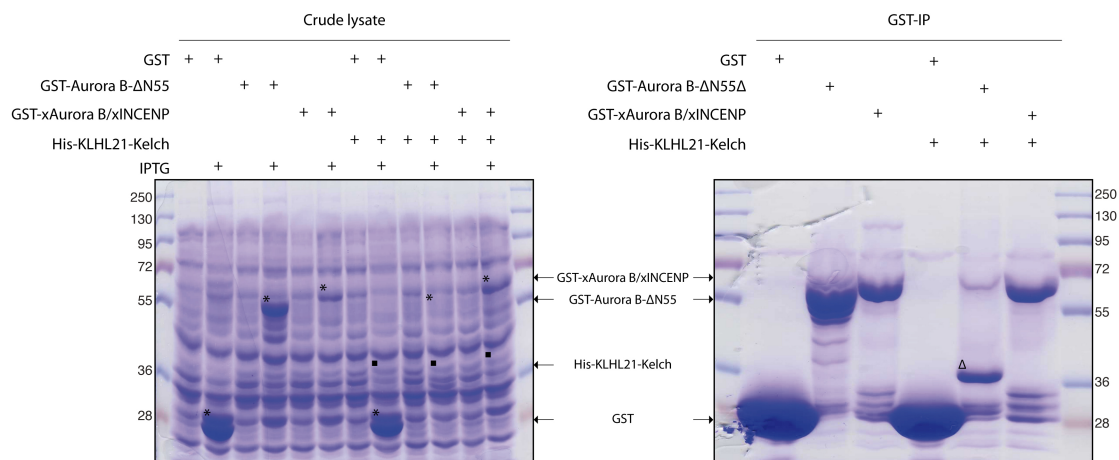 Crude lysate
GST-IP
GST + + + +
GST + +
GST-Aurora B-ΔN55 + + + +
GST-Aurora B-ΔN55Δ + +
GST-xAurora B/xINCENP + + + +
GST-xAurora B/xINCENP + +
His-KLHL21-Kelch + + + + + +
His-KLHL21-Kelch + + +
IPTG + + + + + +
250
130
95
72
55
36
28
*
*
*
*
*
*
▪
▪
▪
GST-xAurora B/xINCENP
GST-Aurora B-ΔN55
His-KLHL21-Kelch
GST
Δ
250
130
95
72
55
36
28